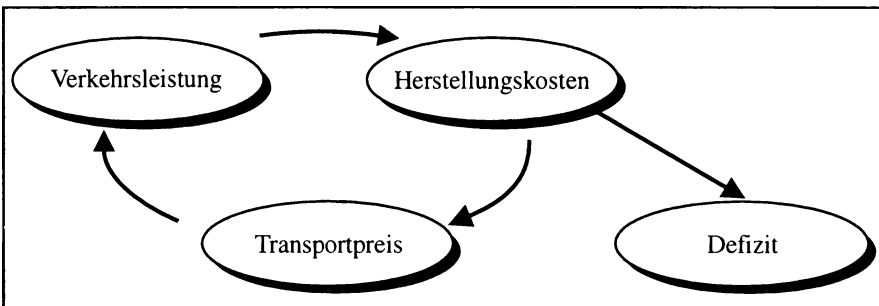 Verkehrsleistung
Herstellungskosten
Transportpreis
Defizit